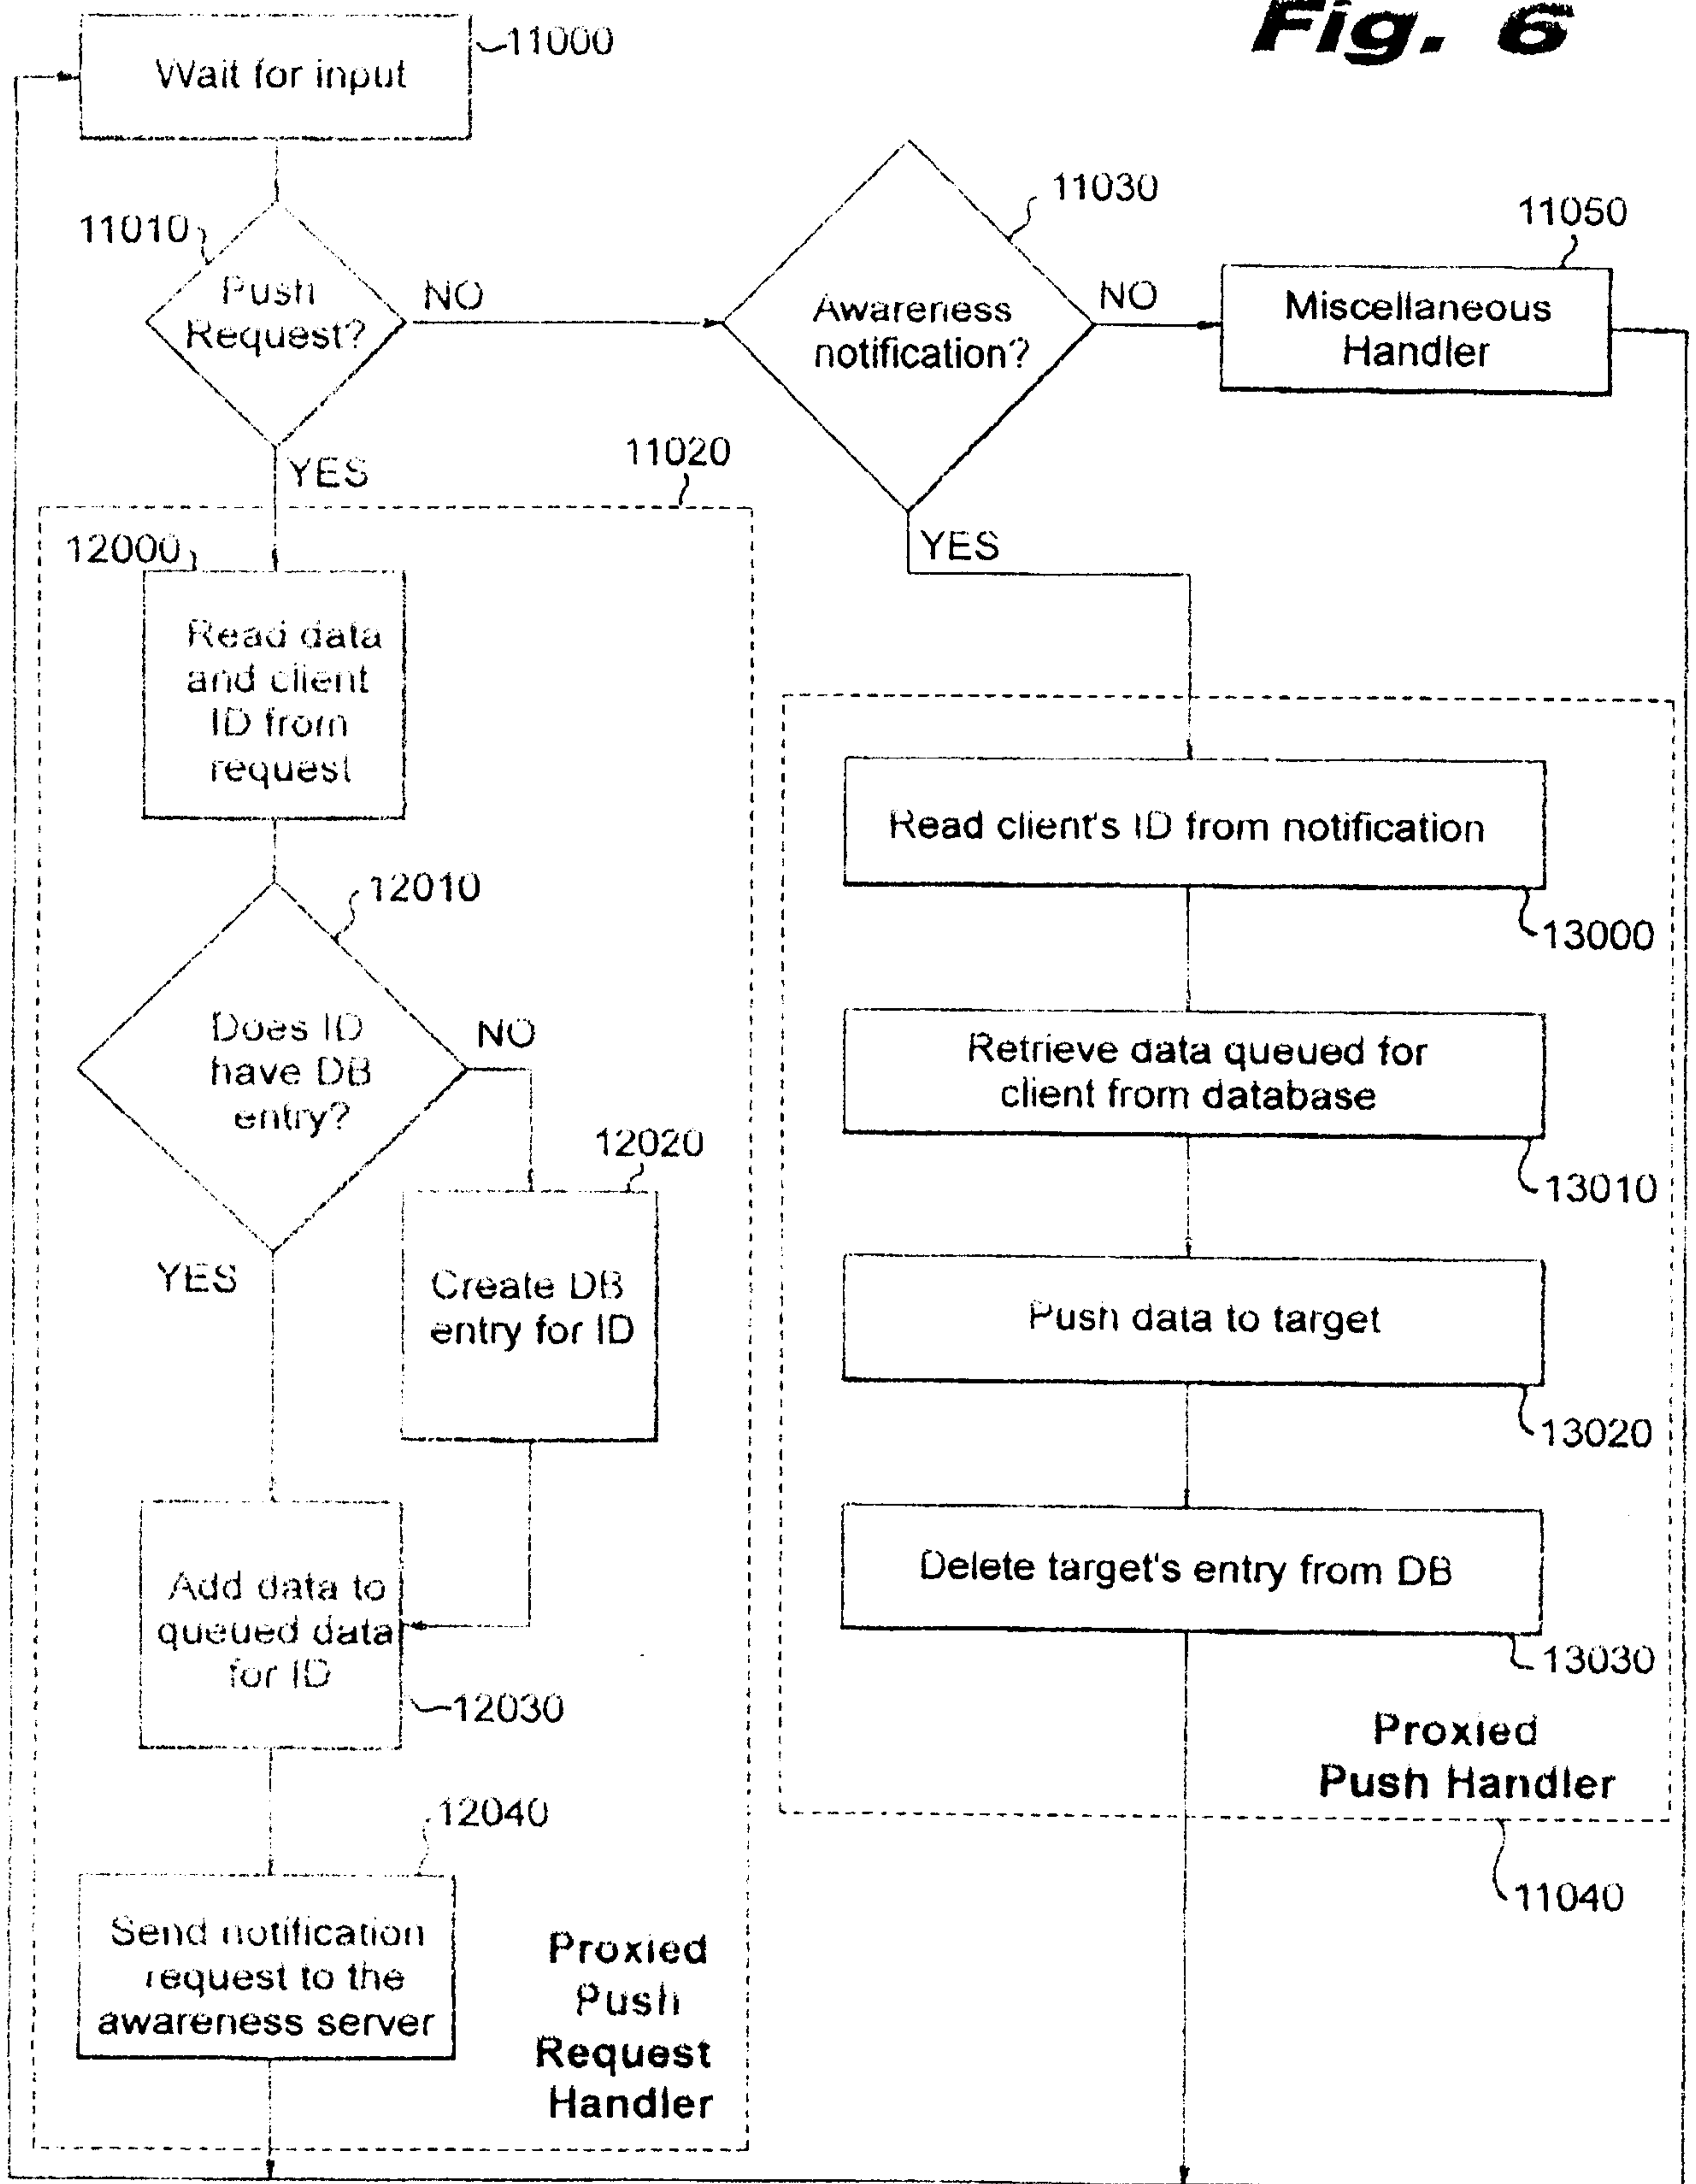 Fig. 6
11000
Wait for input
11010
Push
Request?
NO
YES
11030
Awareness
notification?
NO
YES
11050
Miscellaneous
Handler
11020
12000
Read data
and client
ID from
request
12010
Does ID
have DB
entry?
NO
YES
12020
Create DB
entry for ID
Add data to
queued data
for ID
12030
12040
Send notification
request to the
awareness server
Proxied
Push
Request
Handler
Read client's ID from notification
13000
Retrieve data queued for
client from database
13010
Push data to target
13020
Delete target's entry from DB
13030
Proxied
Push Handler
11040